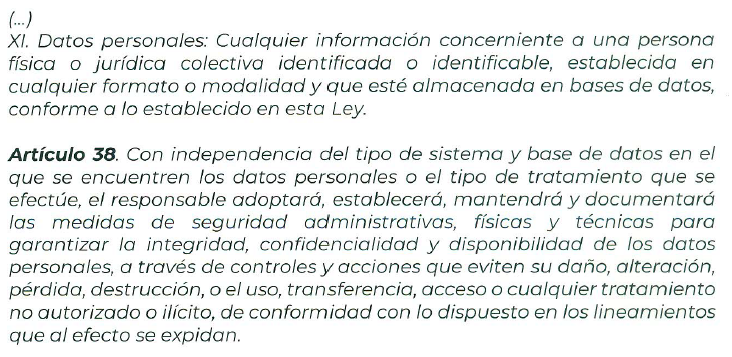 (...)
XI. Datos personales: Cualquier información concerniente a una persona
física o jurídica colectiva identificada o identificable, establecida en
cualquier formato o modalidad y que esté almacenada en bases de datos,
conforme a lo establecido en esta Ley.
Artículo 38. Con independencia del tipo de sistema y base de datos en el
que se encuentren los datos personales o el tipo de tratamiento que se
efectúe, el responsable adoptará, establecerá, mantendrá y documentará
las medidas de seguridad administrativas, físicas y técnicas para
garantizar la integridad, confidencialidad y disponibilidad de los datos
personales, a través de controles y acciones que eviten su daño, alteración,
pérdida, destrucción, o el uso, transferencia, acceso o cualquier tratamiento
no autorizado o ilícito, de conformidad con lo dispuesto en los lineamientos
que al efecto se expidan.